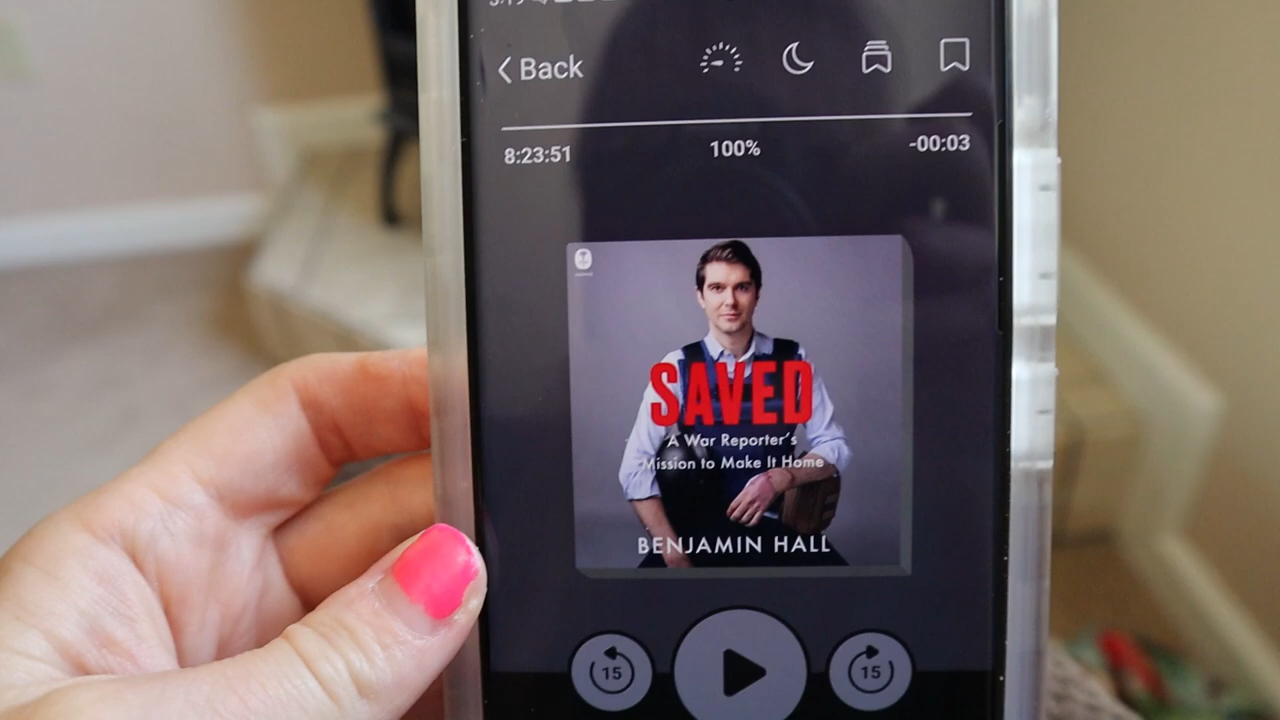 Back
8:23:51 100% -00:03
SAVED
A War Reporter's
Mission to Make It Home
BENJAMIN HALL
15 15